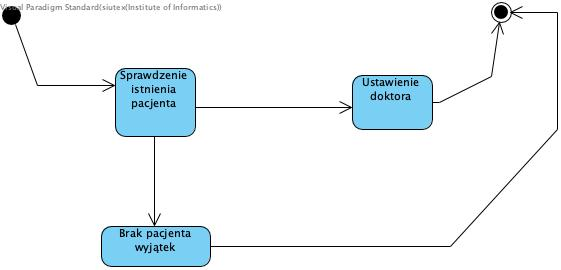 Visual Paradigm Standard(siutex(Institute of Informatics))
Sprawdzenie
istnienia
pacjenta
Ustawienie
doktora
Brak pacjenta
wyjątek